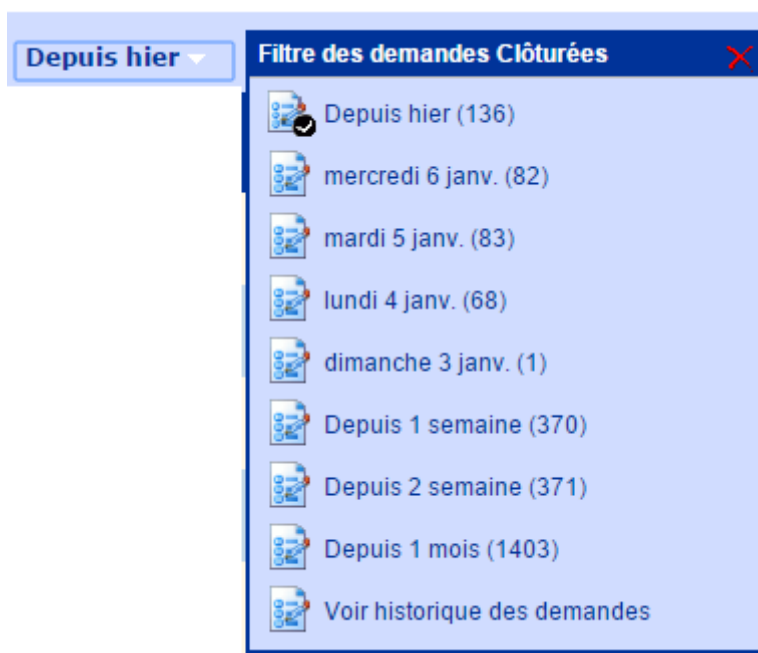 Depuis hier
Filtre des demandes Clôturées
Depuis hier (136)
mercredi 6 janv. (82)
mardi 5 janv. (83)
lundi 4 janv. (68)
dimanche 3 janv. (1)
Depuis 1 semaine (370)
Depuis 2 semaine (371)
Depuis 1 mois (1403)
Voir historique des demandes